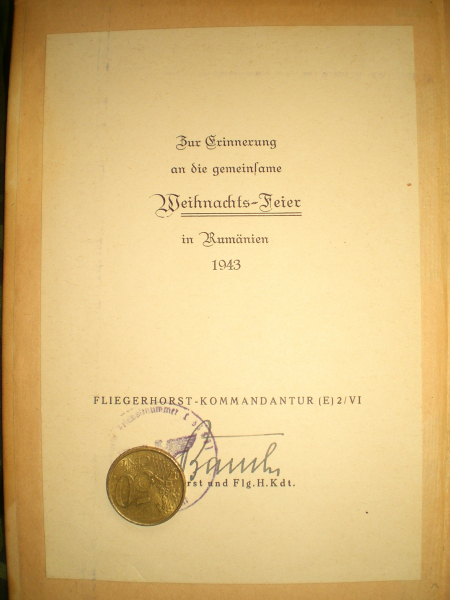 Zur Erinnerung
an die gemeinſame
Weihnachts-Feier
in Rumänien
1943
FLIEGERHORST-KOMMANDANTUR (E) 2/VI
und Flg.H.Kdt.